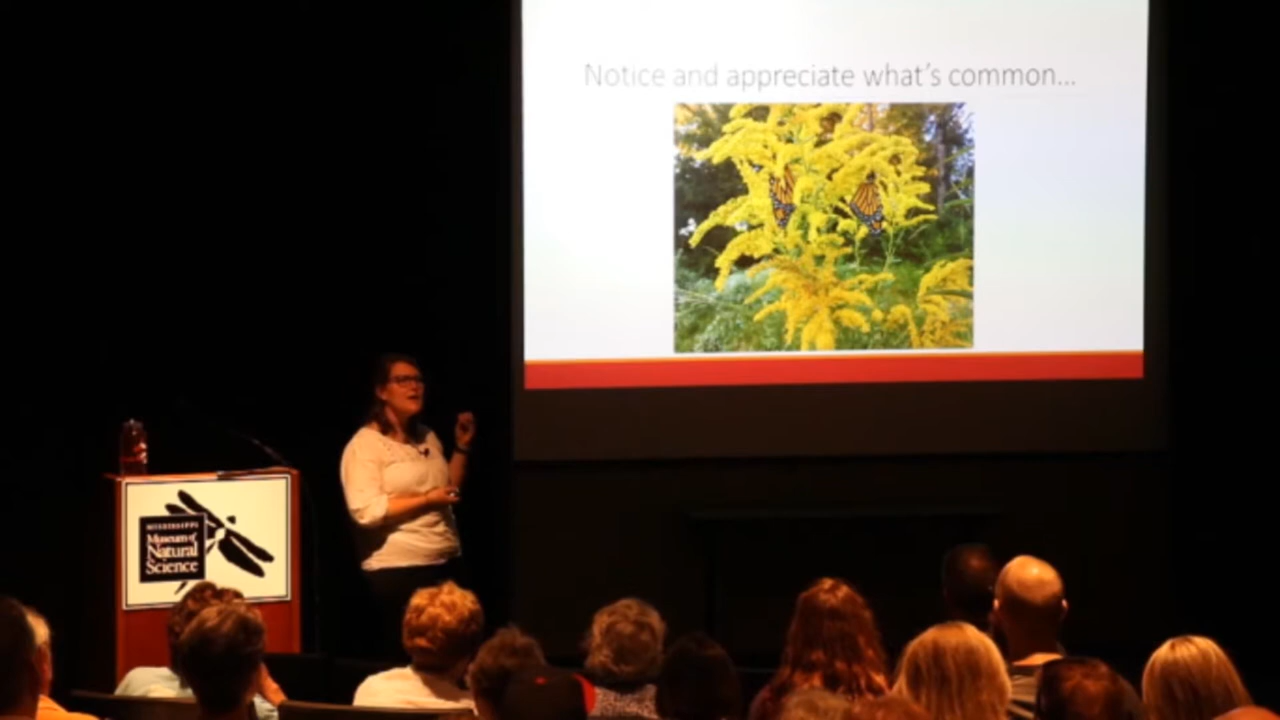 Notice and appreciate what's common...
MISSISSIPPI
Museum of
Natural
Science